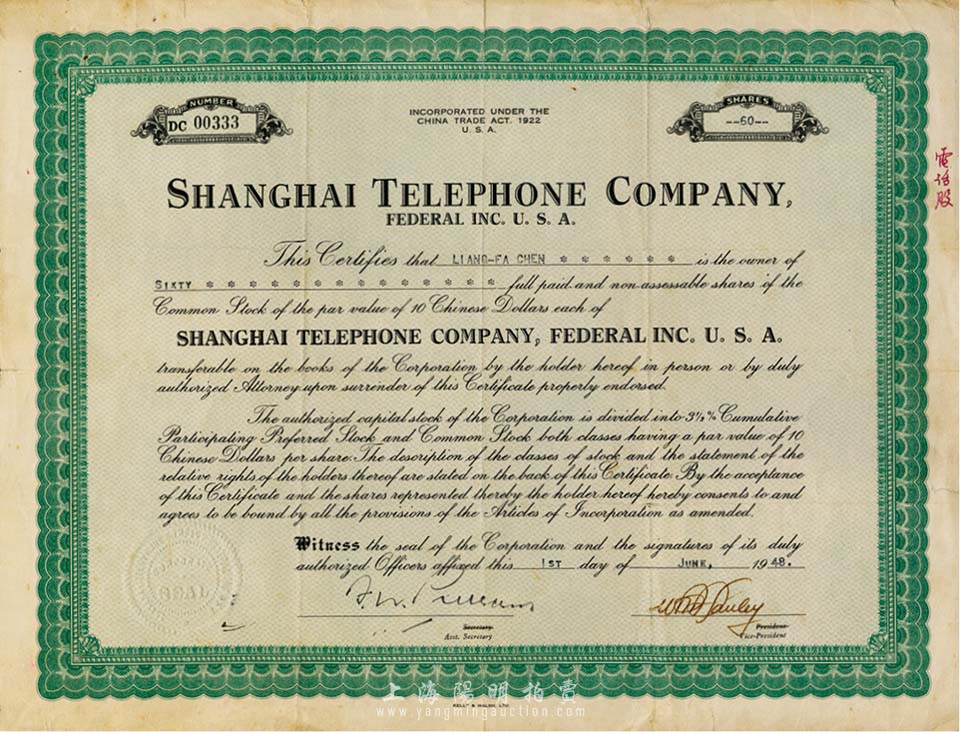 NUMBER
DC 00333
INCORPORATED UNDER THE
CHINA TRADE ACT. 1922
U. S. A.
SHARES
--60--
電話股
SHANGHAI TELEPHONE COMPANY,
FEDERAL INC. U. S. A.
This Certifies that LIANG-FA CHEN * * * * * * * is the owner of
SIXTY * * * * * * * * * * * * * * full paid and non-assessable shares of the
Common Stock of the par value of 10 Chinese Dollars each of
SHANGHAI TELEPHONE COMPANY, FEDERAL INC. U. S. A.
transferable on the books of the Corporation by the holder hereof in person or by duly
authorized Attorney upon surrender of this Certificate properly endorsed.
The authorized capital stock of the Corporation is divided into 3½% Cumulative
Participating Preferred Stock and Common Stock both classes having a par value of 10
Chinese Dollars per share. The description of the classes of stock and the statement of the
relative rights of the holders thereof are stated on the back of this Certificate. By the acceptance
of this Certificate and the shares represented thereby the holder hereof hereby consents to and
agrees to be bound by all the provisions of the Articles of Incorporation as amended.
Witness the seal of the Corporation and the signatures of its duly
authorized Officers affixed this 1ST day of JUNE, 1948.
Secretary.
Asst. Secretary
President
Vice-President
上海陽明拍賣
www.yangmingauction.com
KELLY & WALSH, LTD.